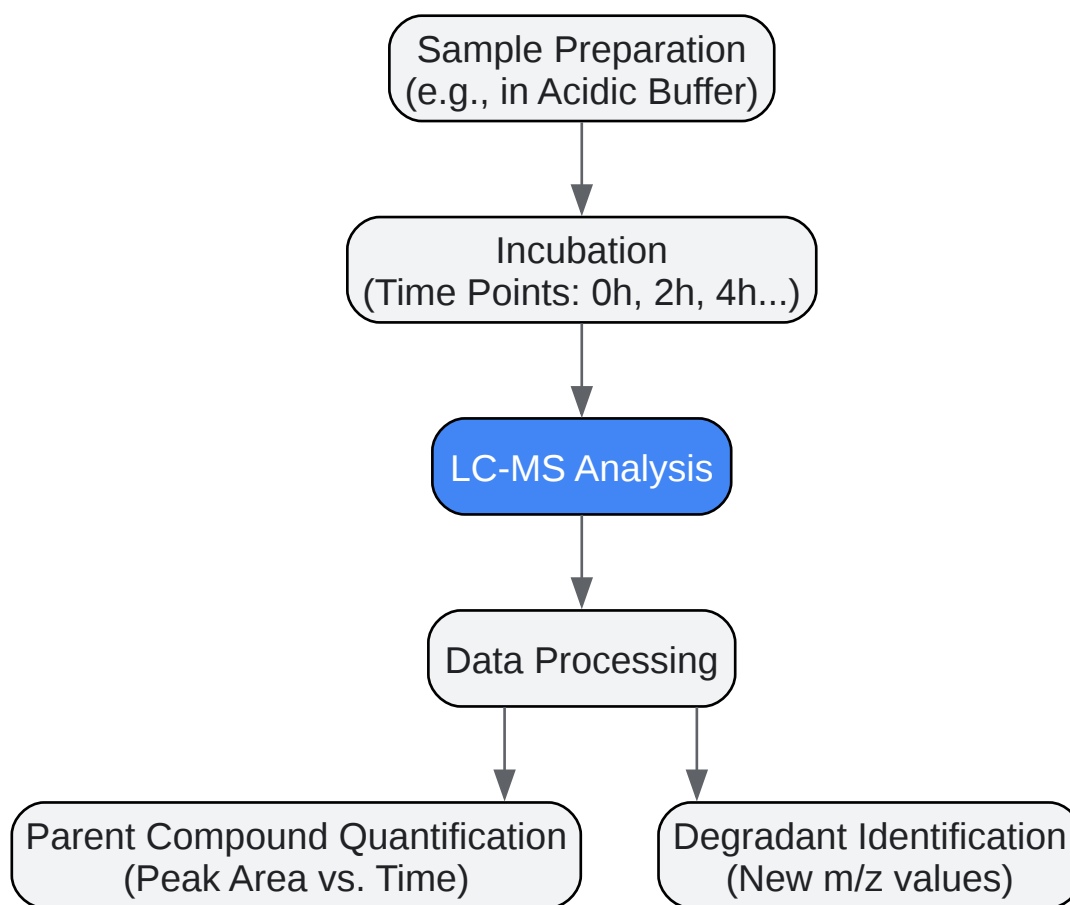 Sample Preparation
(e.g., in Acidic Buffer)
Incubation
(Time Points: 0h, 2h, 4h...)
LC-MS Analysis
Data Processing
Parent Compound Quantification
(Peak Area vs. Time)
Degradant Identification
(New m/z values)